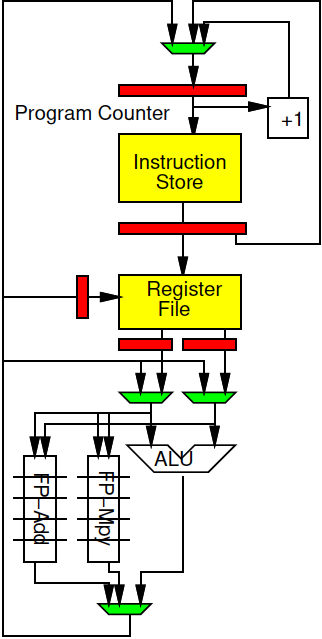 Program Counter
+1
Instruction
Store
Register
File
ALU
FP-Add
FP-Mpy